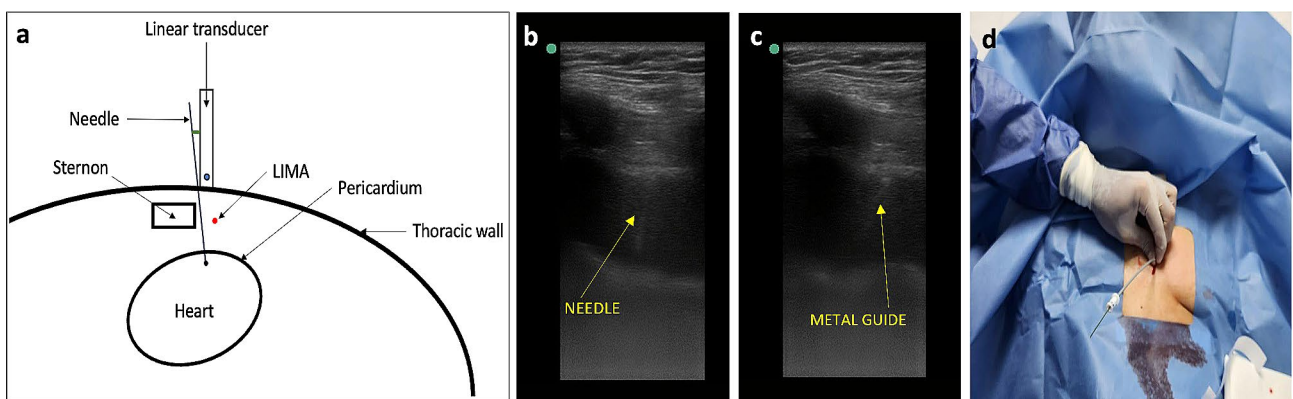 a
Linear transducer
Needle
Sternon
LIMA
Pericardium
Thoracic wall
Heart
b
NEEDLE
c
METAL GUIDE
d